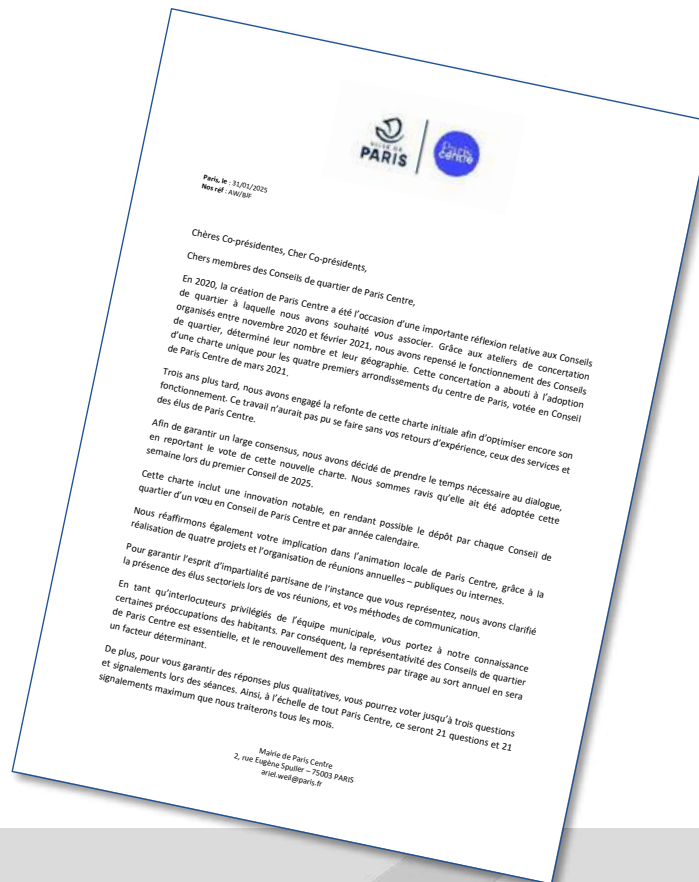 VILLE DE
PARIS
Paris
centre
Paris, le : 31/01/2025
Nos réf : AW/BJF
Chères Co-présidentes, Cher Co-présidents,
Chers membres des Conseils de quartier de Paris Centre,
En 2020, la création de Paris Centre a été l'occasion d'une importante réflexion relative aux Conseils
de quartier à laquelle nous avons souhaité vous associer. Grâce aux ateliers de concertation
organisés entre novembre 2020 et février 2021, nous avons repensé le fonctionnement des Conseils
de quartier, déterminé leur nombre et leur géographie. Cette concertation a abouti à l'adoption
d'une charte unique pour les quatre premiers arrondissements du centre de Paris, votée en Conseil
de Paris Centre de mars 2021.
Trois ans plus tard, nous avons engagé la refonte de cette charte initiale afin d'optimiser encore son
fonctionnement. Ce travail n'aurait pas pu se faire sans vos retours d'expérience, ceux des services et
des élus de Paris Centre.
Afin de garantir un large consensus, nous avons décidé de prendre le temps nécessaire au dialogue,
en reportant le vote de cette nouvelle charte. Nous sommes ravis qu'elle ait été adoptée cette
semaine lors du premier Conseil de 2025.
Cette charte inclut une innovation notable, en rendant possible le dépôt par chaque Conseil de
quartier d'un vœu en Conseil de Paris Centre et par année calendaire.
Nous réaffirmons également votre implication dans l'animation locale de Paris Centre, grâce à la
réalisation de quatre projets et l'organisation de réunions annuelles – publiques ou internes.
Pour garantir l'esprit d'impartialité partisane de l'instance que vous représentez, nous avons clarifié
la présence des élus sectoriels lors de vos réunions, et vos méthodes de communication.
En tant qu'interlocuteurs privilégiés de l'équipe municipale, vous portez à notre connaissance
certaines préoccupations des habitants. Par conséquent, la représentativité des Conseils de quartier
de Paris Centre est essentielle, et le renouvellement des membres par tirage au sort annuel en sera
un facteur déterminant.
De plus, pour vous garantir des réponses plus qualitatives, vous pourrez voter jusqu'à trois questions
et signalements lors des séances. Ainsi, à l'échelle de tout Paris Centre, ce seront 21 questions et 21
signalements maximum que nous traiterons tous les mois.
Mairie de Paris Centre
2, rue Eugène Spuller – 75003 PARIS
ariel.weil@paris.fr